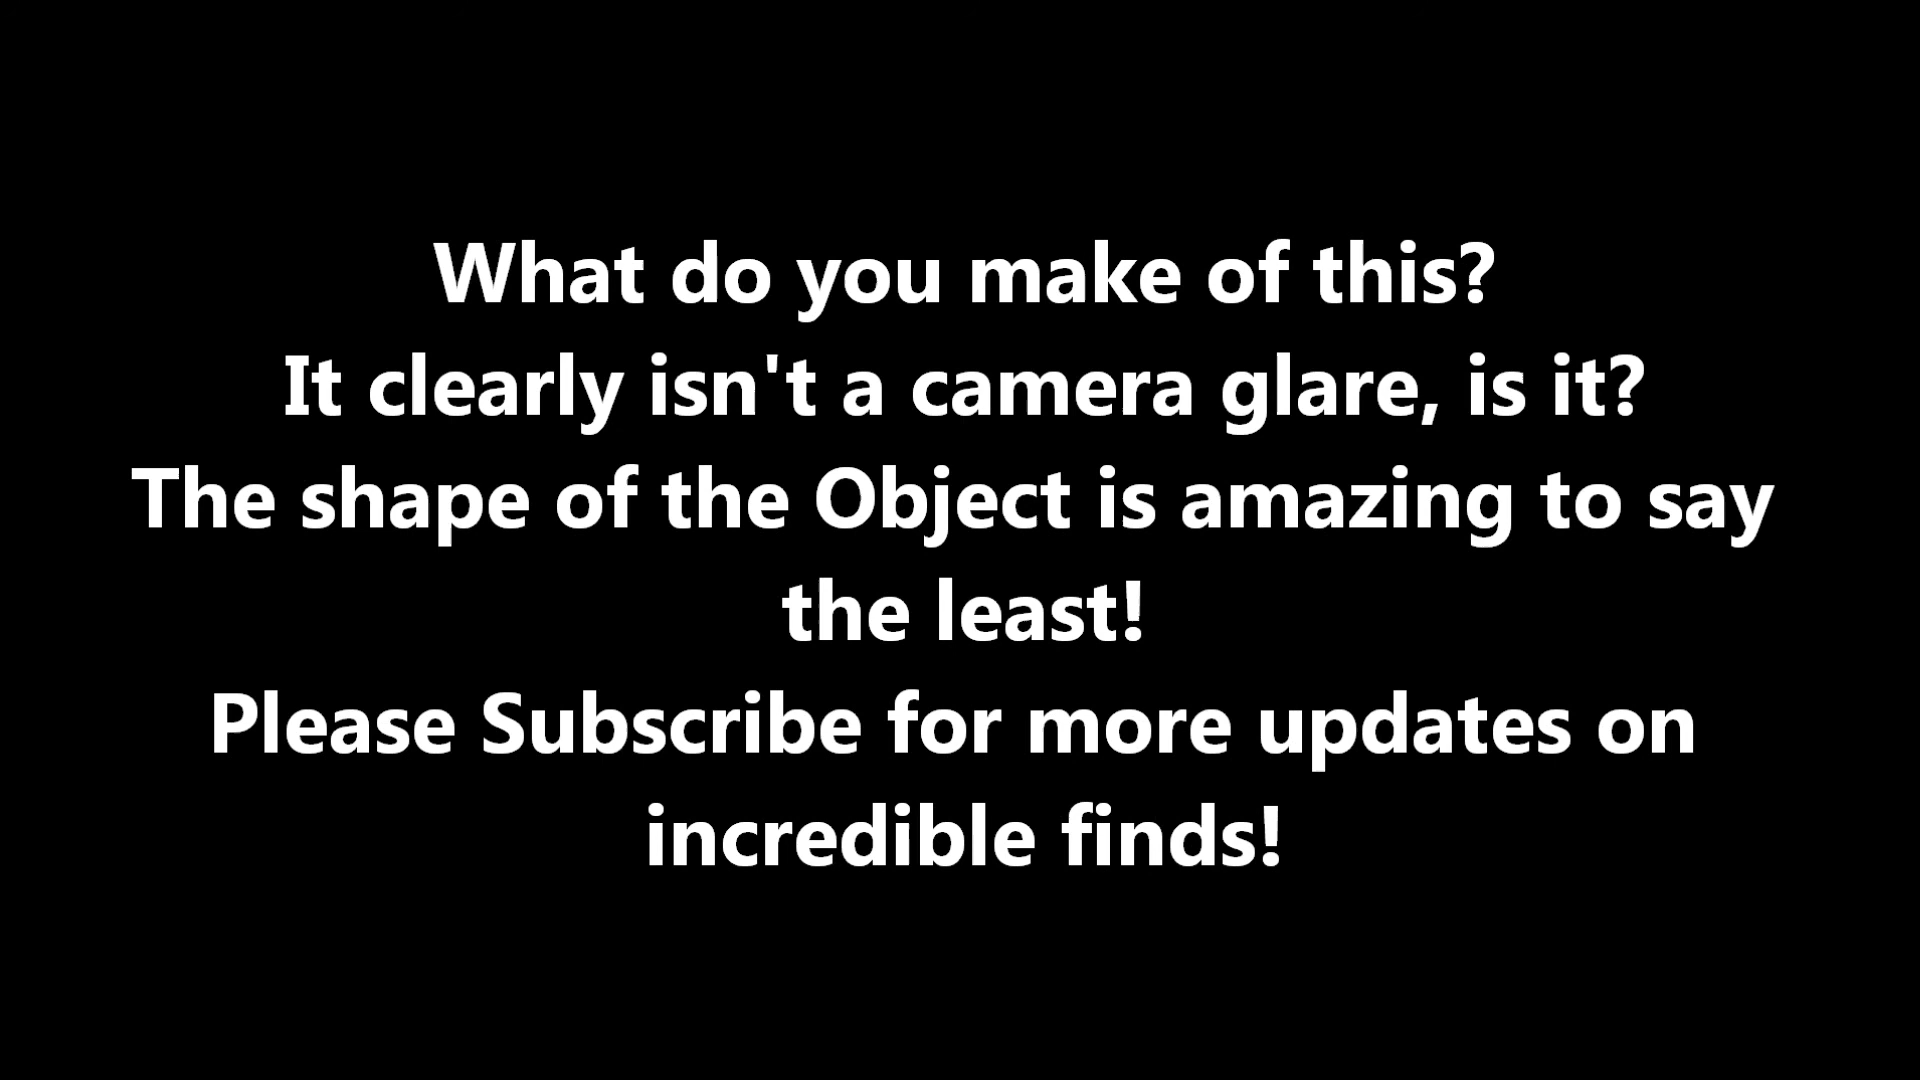 What do you make of this?
It clearly isn't a camera glare, is it?
The shape of the Object is amazing to say
the least!
Please Subscribe for more updates on
incredible finds!